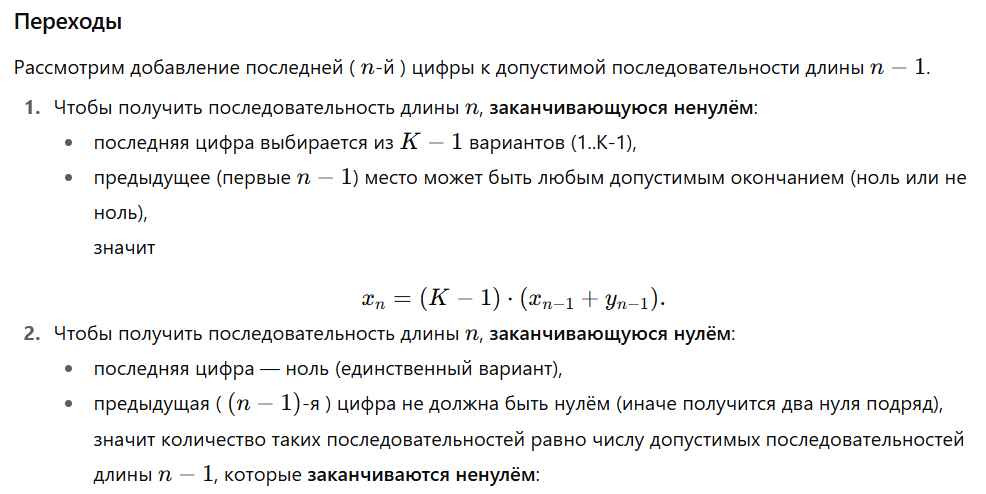 Переходы
Рассмотрим добавление последней ( n-й ) цифры к допустимой последовательности длины n − 1.
1. Чтобы получить последовательность длины n, заканчивающуюся ненулём:
• последняя цифра выбирается из K − 1 вариантов (1..K-1),
• предыдущее (первые n − 1) место может быть любым допустимым окончанием (ноль или не
ноль),
значит
xₙ = (K − 1) · (xₙ₋₁ + yₙ₋₁).
2. Чтобы получить последовательность длины n, заканчивающуюся нулём:
• последняя цифра — ноль (единственный вариант),
• предыдущая ( (n − 1)-я ) цифра не должна быть нулём (иначе получится два нуля подряд),
значит количество таких последовательностей равно числу допустимых последовательностей
длины n − 1, которые заканчиваются ненулём: